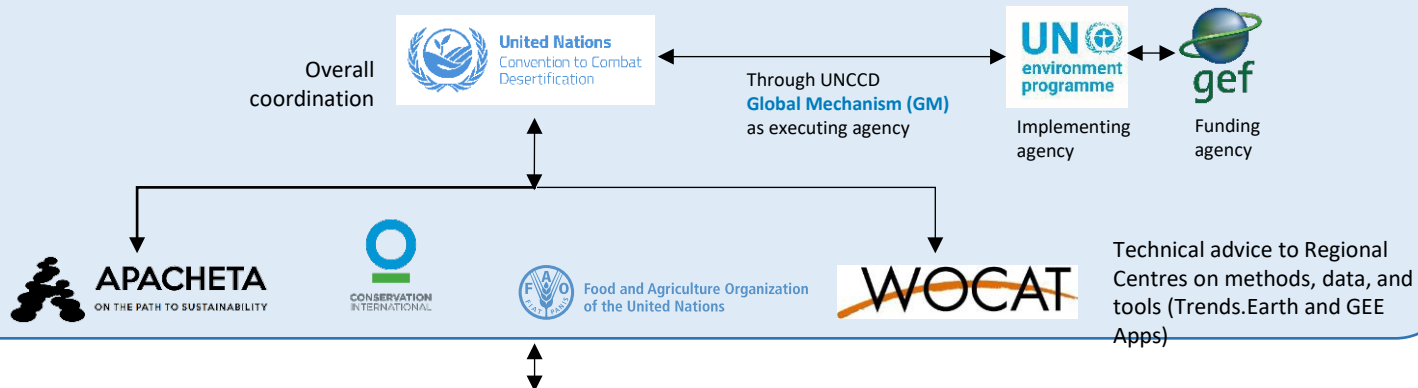 Overall
coordination
United Nations
Convention to Combat
Desertification
Through UNCCD
Global Mechanism (GM)
as executing agency
UN
environment
programme
Implementing
agency
gef
Funding
agency
APACHETA
ON THE PATH TO SUSTAINABILITY
CONSERVATION
INTERNATIONAL
F A O
FIAT PANIS
Food and Agriculture Organization
of the United Nations
WOCAT
Technical advice to Regional
Centres on methods, data, and
tools (Trends.Earth and GEE
Apps)